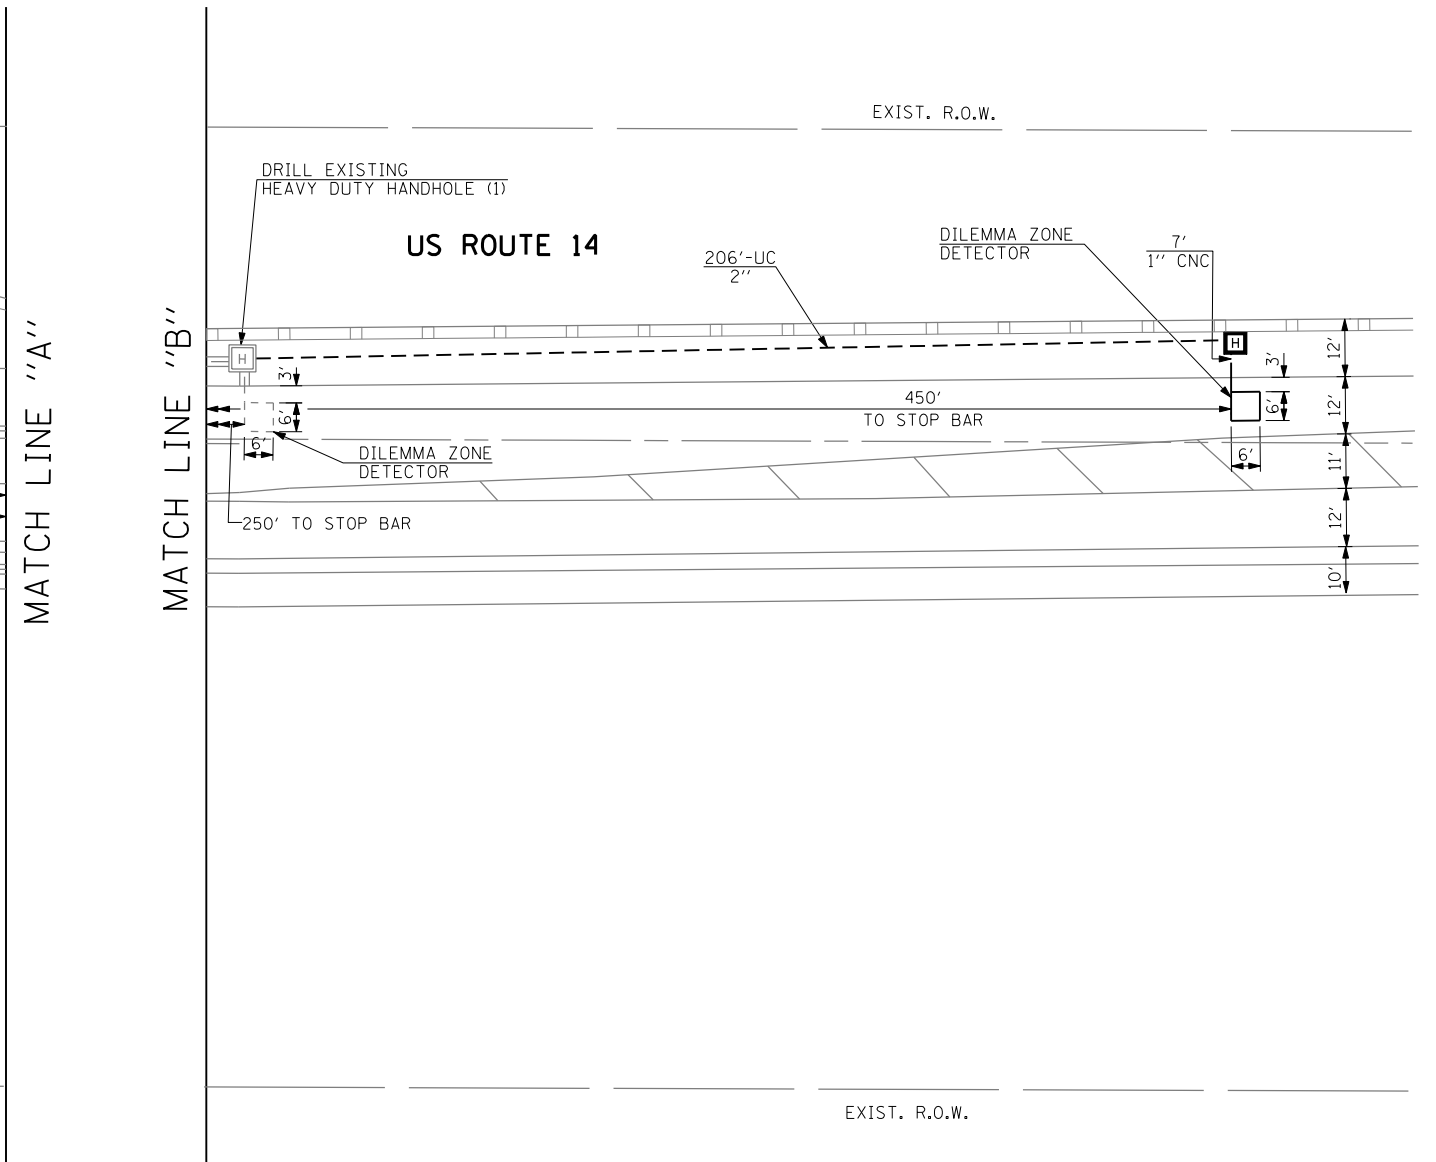 EXIST. R.O.W.
DRILL EXISTING
HEAVY DUTY HANDHOLE (1)
US ROUTE 14
206'-UC
2''
DILEMMA ZONE
DETECTOR
7'
1'' CNC
MATCH LINE ''A''
MATCH LINE ''B''
H
H
3'
6'
6'
450'
TO STOP BAR
3'
6'
6'
12'
12'
11'
12'
10'
DILEMMA ZONE
DETECTOR
250' TO STOP BAR
EXIST. R.O.W.